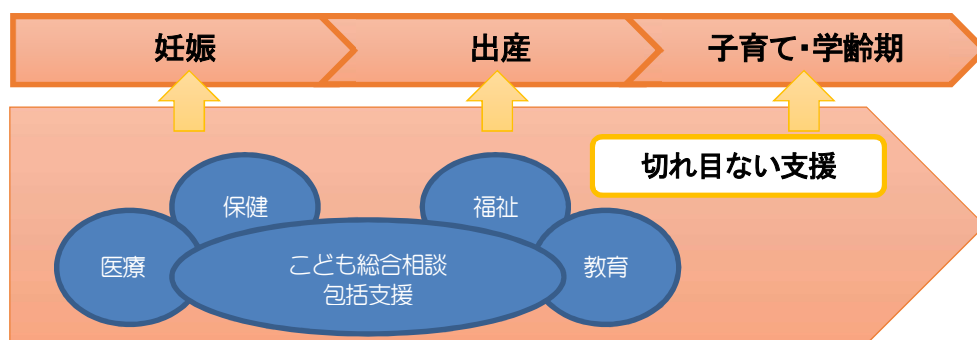 妊娠
出産
子育て・学齢期
切れ目ない支援
保健
福祉
医療
こども総合相談
包括支援
教育